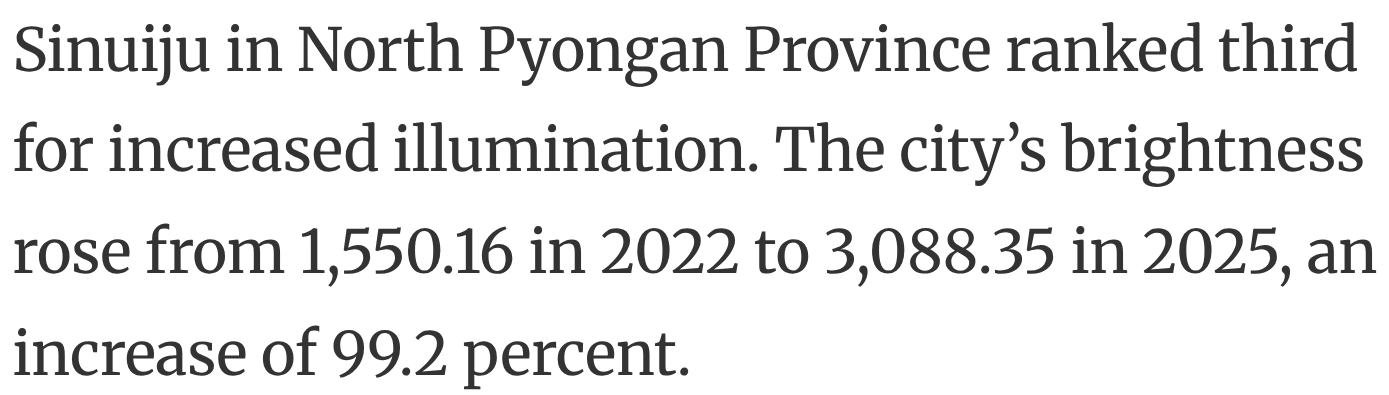 Sinuiju in North Pyongan Province ranked third
for increased illumination. The city’s brightness
rose from 1,550.16 in 2022 to 3,088.35 in 2025, an
increase of 99.2 percent.